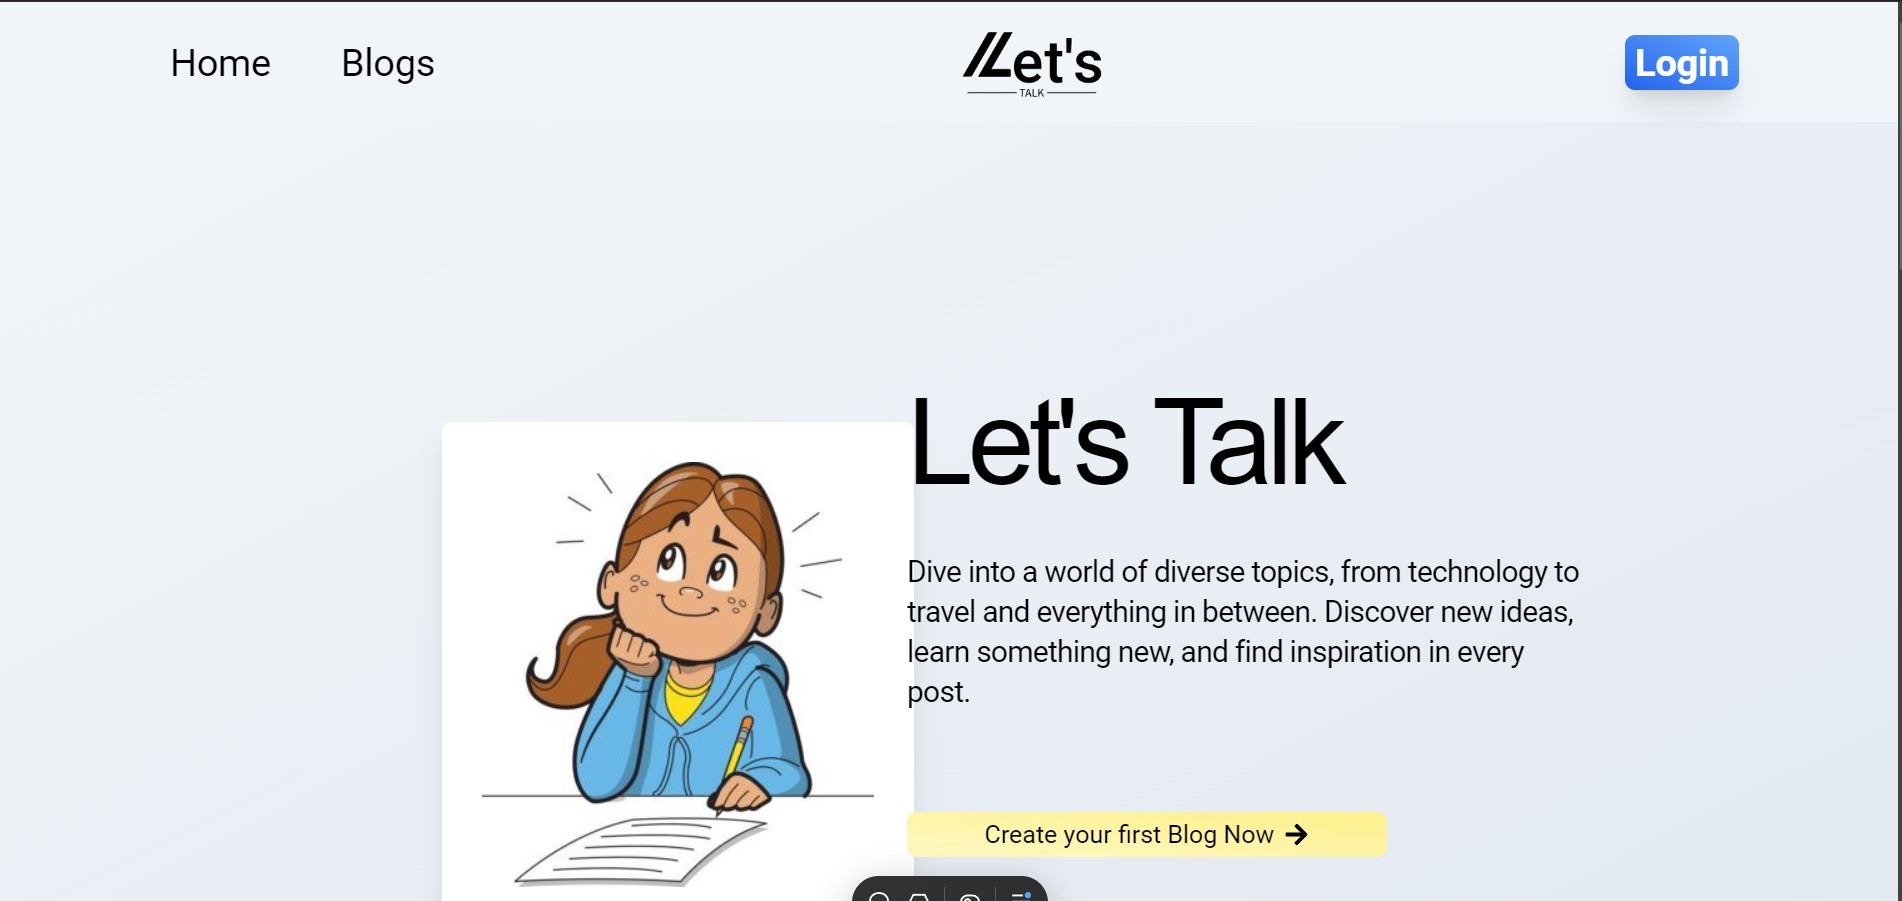 Home
Blogs
Let's
TALK
Login
Let's Talk
Dive into a world of diverse topics, from technology to
travel and everything in between. Discover new ideas,
learn something new, and find inspiration in every
post.
Create your first Blog Now →